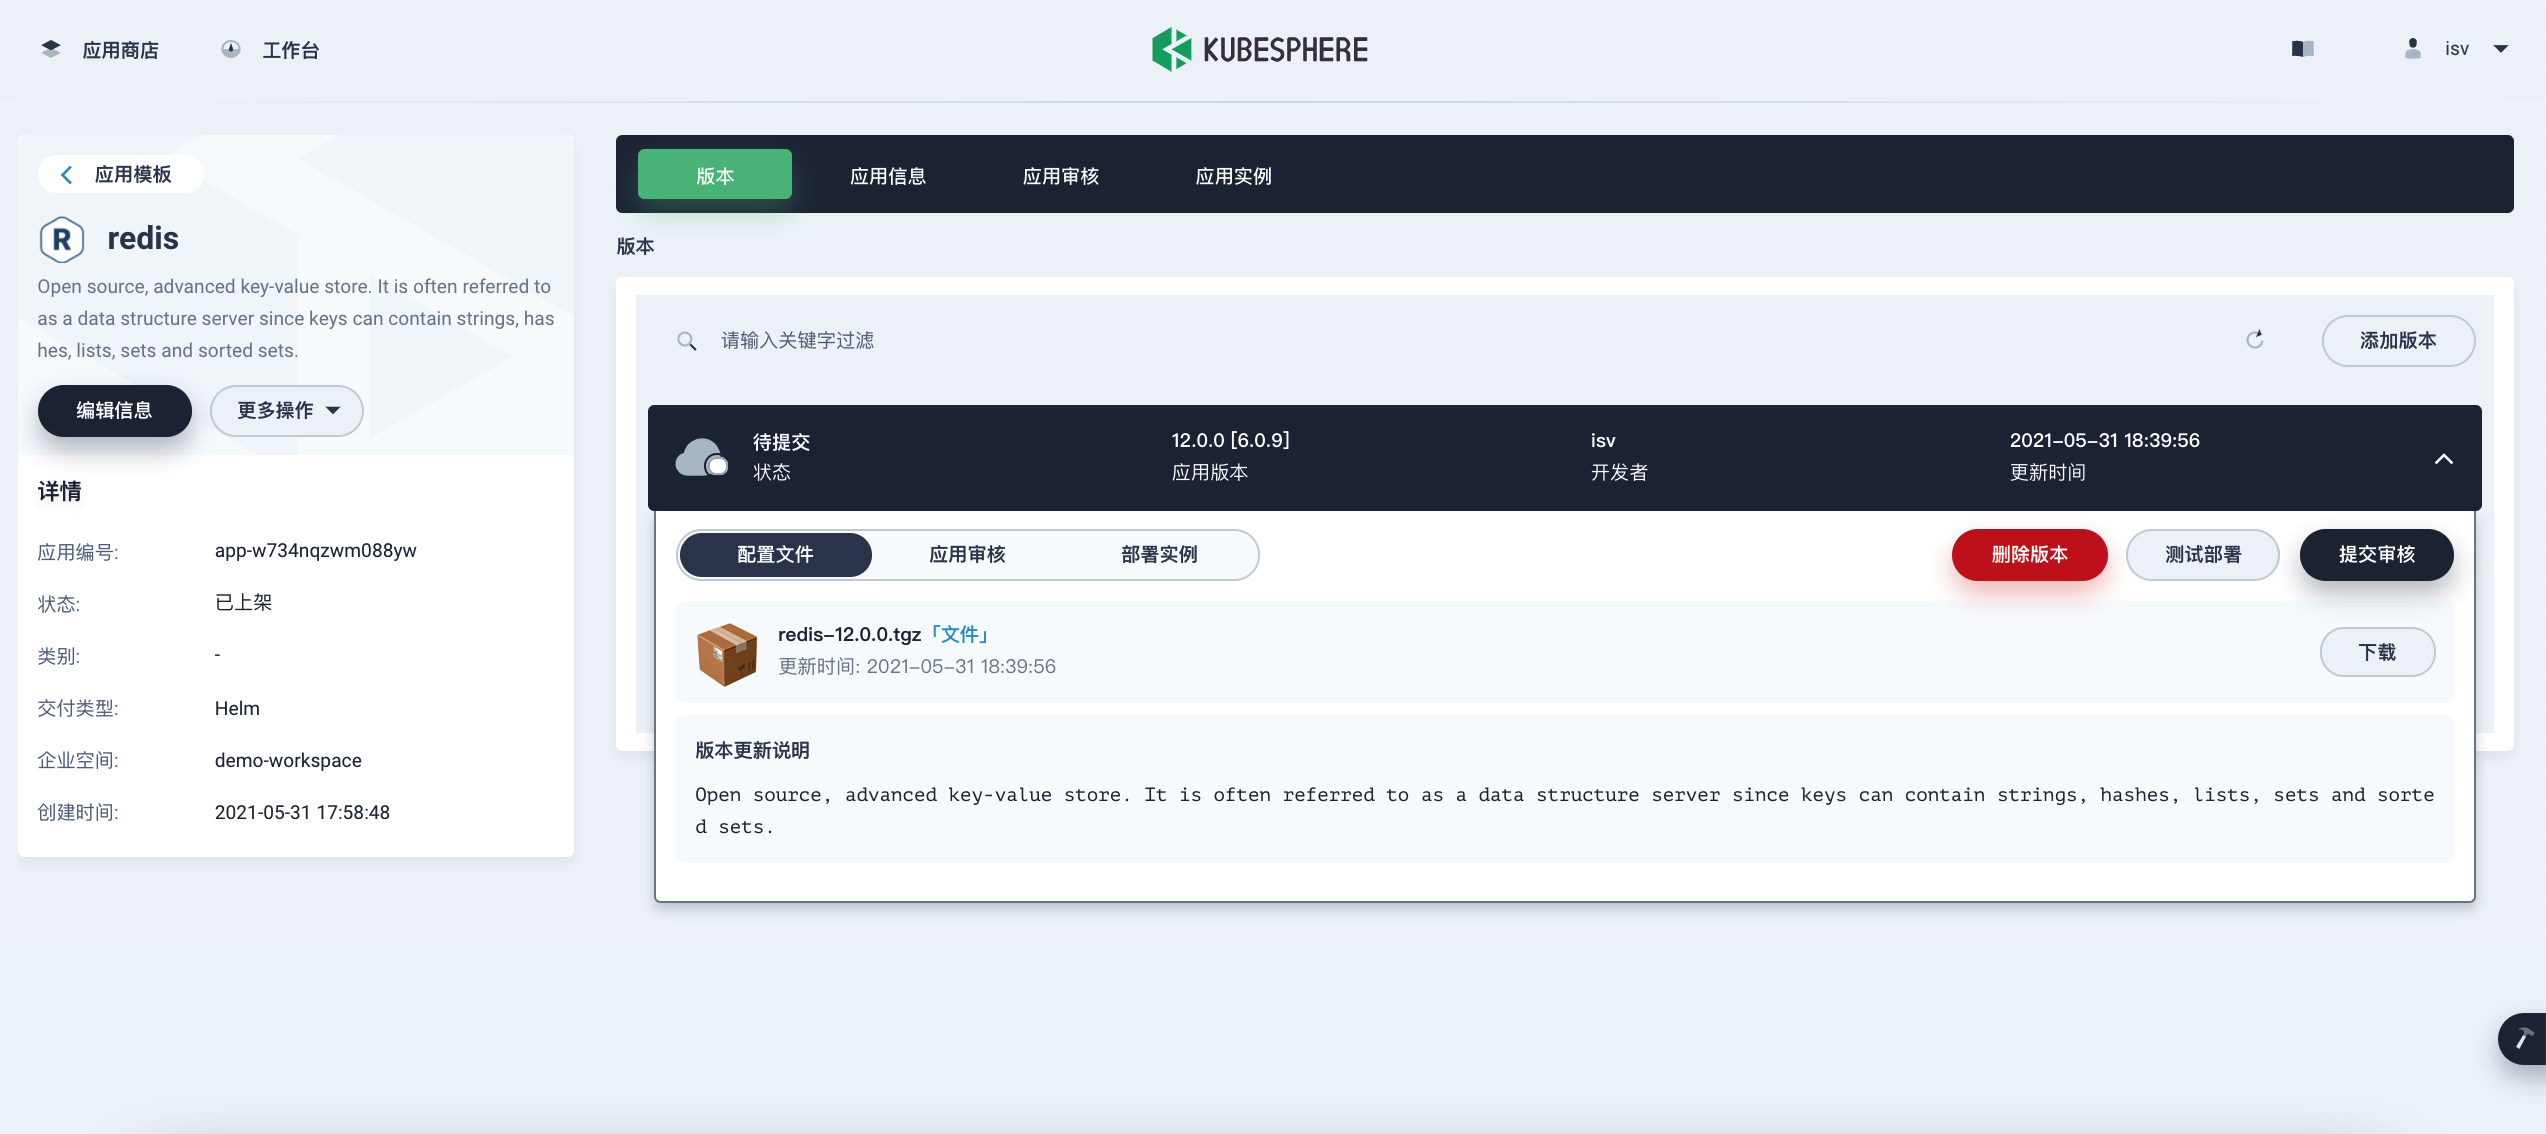 应用商店
工作台
KUBESPHERE
isv
应用模板
R redis
Open source, advanced key-value store. It is often referred to
as a data structure server since keys can contain strings, has
hes, lists, sets and sorted sets.
编辑信息
更多操作
详情
应用编号: app-w734nqzwm088yw
状态: 已上架
类别: -
交付类型: Helm
企业空间: demo-workspace
创建时间: 2021-05-31 17:58:48
版本 应用信息 应用审核 应用实例
版本
请输入关键字过滤
添加版本
待提交 12.0.0 [6.0.9] isv 2021-05-31 18:39:56
状态 应用版本 开发者 更新时间
配置文件 应用审核 部署实例
删除版本 测试部署 提交审核
redis-12.0.0.tgz「文件」
更新时间: 2021-05-31 18:39:56
下载
版本更新说明
Open source, advanced key-value store. It is often referred to as a data structure server since keys can contain strings, hashes, lists, sets and sorte
d sets.